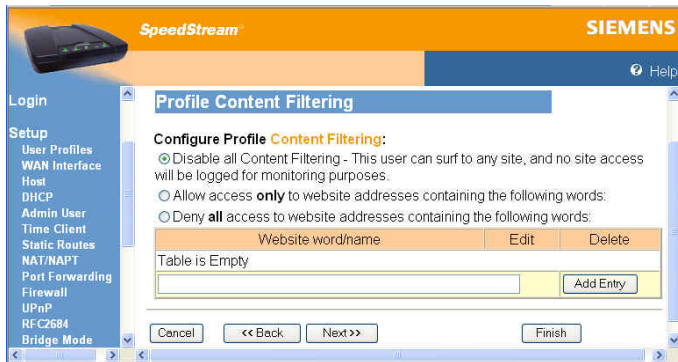 SpeedStream®
SIEMENS
Help
Login
Setup
User Profiles
WAN Interface
Host
DHCP
Admin User
Time Client
Static Routes
NAT/NAPT
Port Forwarding
Firewall
UPnP
RFC2684
Bridge Mode
Profile Content Filtering
Configure Profile Content Filtering:
Disable all Content Filtering - This user can surf to any site, and no site access
will be logged for monitoring purposes.
Allow access only to website addresses containing the following words:
Deny all access to website addresses containing the following words:
Website word/name Edit Delete
Table is Empty
Add Entry
Cancel << Back Next >> Finish